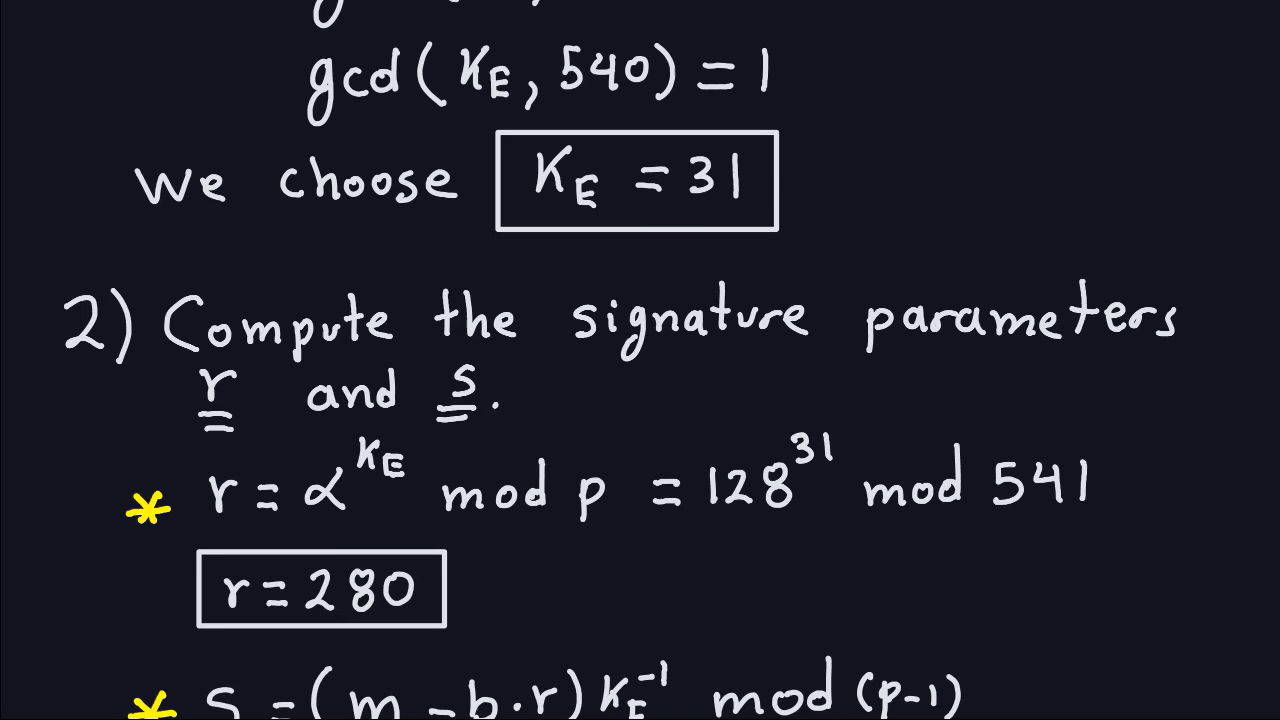 gcd(K_E, 540) = 1
we choose K_E = 31
2) Compute the signature parameters
r and s.
* r = α^K_E mod p = 128^31 mod 541
r = 280
* s = (m - b·r) K_E^-1 mod (p-1)